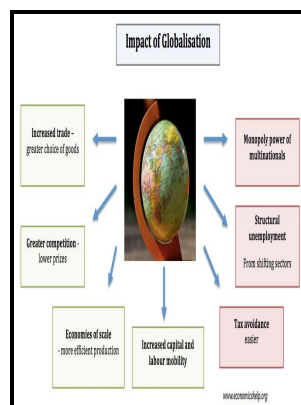 Impact of Globalisation
Increased trade –
greater choice of goods
Greater competition -
lower prices
Economies of scale
- more efficient production
Increased capital and
labour mobility
Monopoly power of
multinationals
Structural
unemployment
From shifting sectors
Tax avoidance
easier
www.economicshelp.org